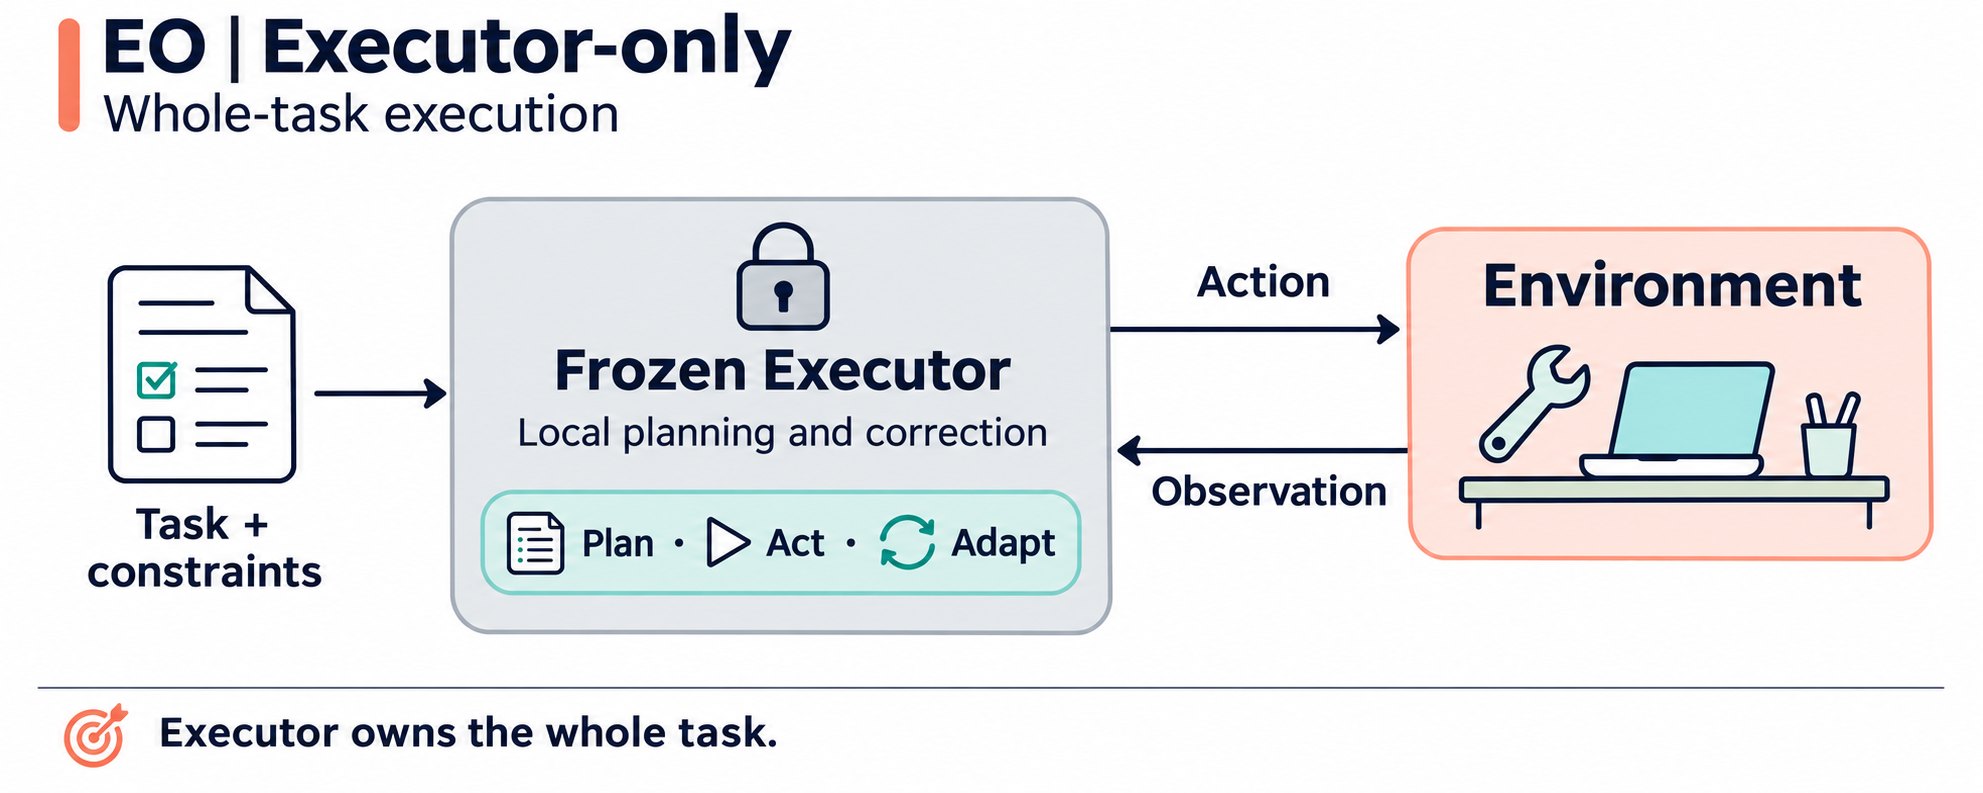 EO | Executor-only
Whole-task execution
Task +
constraints
Frozen Executor
Local planning and correction
Plan · Act · Adapt
Action
Observation
Environment
Executor owns the whole task.